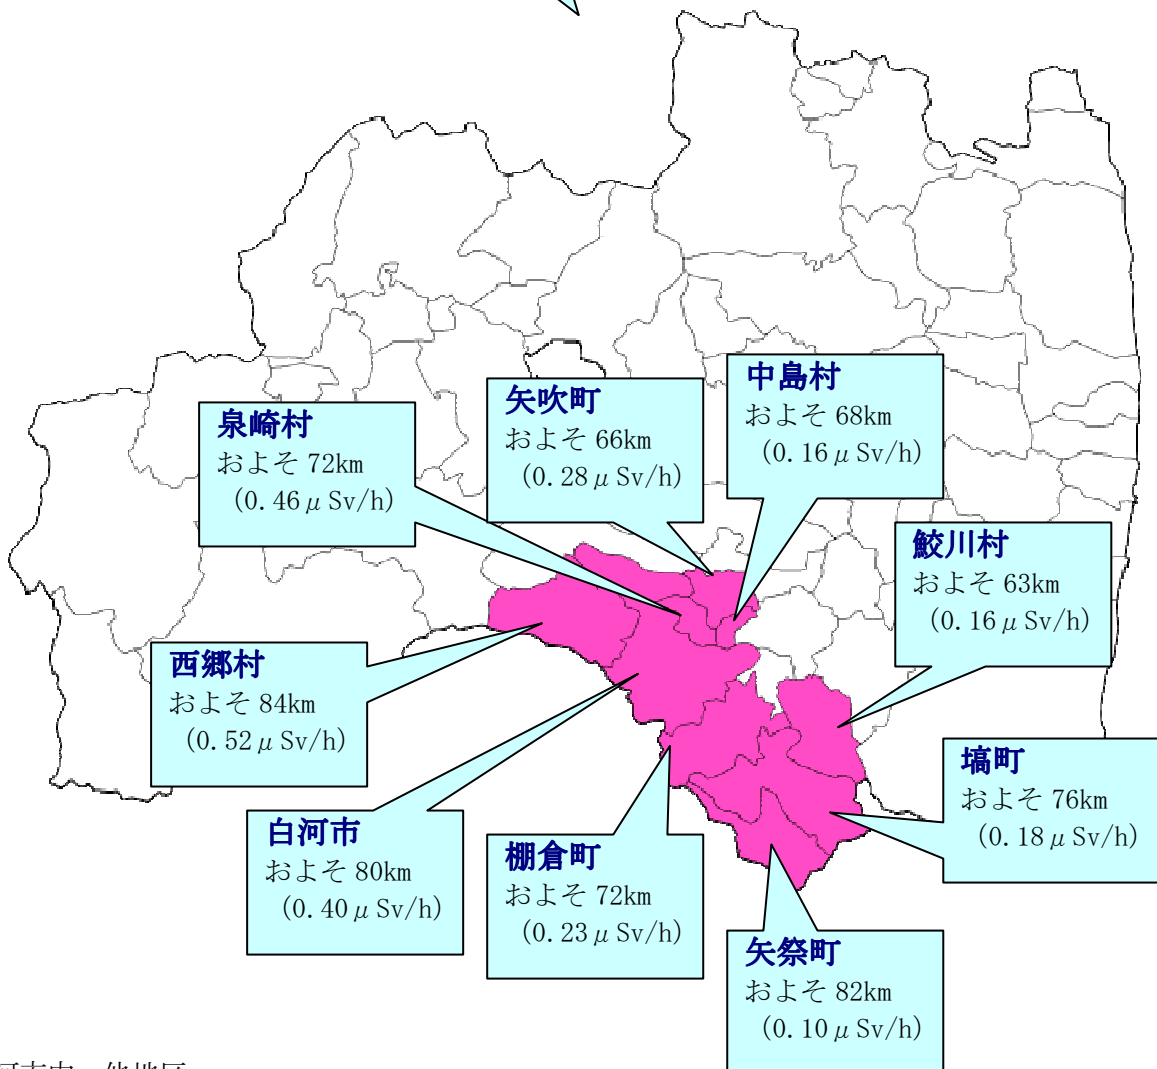 中島村
およそ 68km
(0.16μSv/h)
矢吹町
およそ 66km
(0.28μSv/h)
泉崎村
およそ 72km
(0.46μSv/h)
鮫川村
およそ 63km
(0.16μSv/h)
西郷村
およそ 84km
(0.52μSv/h)
塙町
およそ 76km
(0.18μSv/h)
白河市
およそ 80km
(0.40μSv/h)
棚倉町
およそ 72km
(0.23μSv/h)
矢祭町
およそ 82km
(0.10μSv/h)